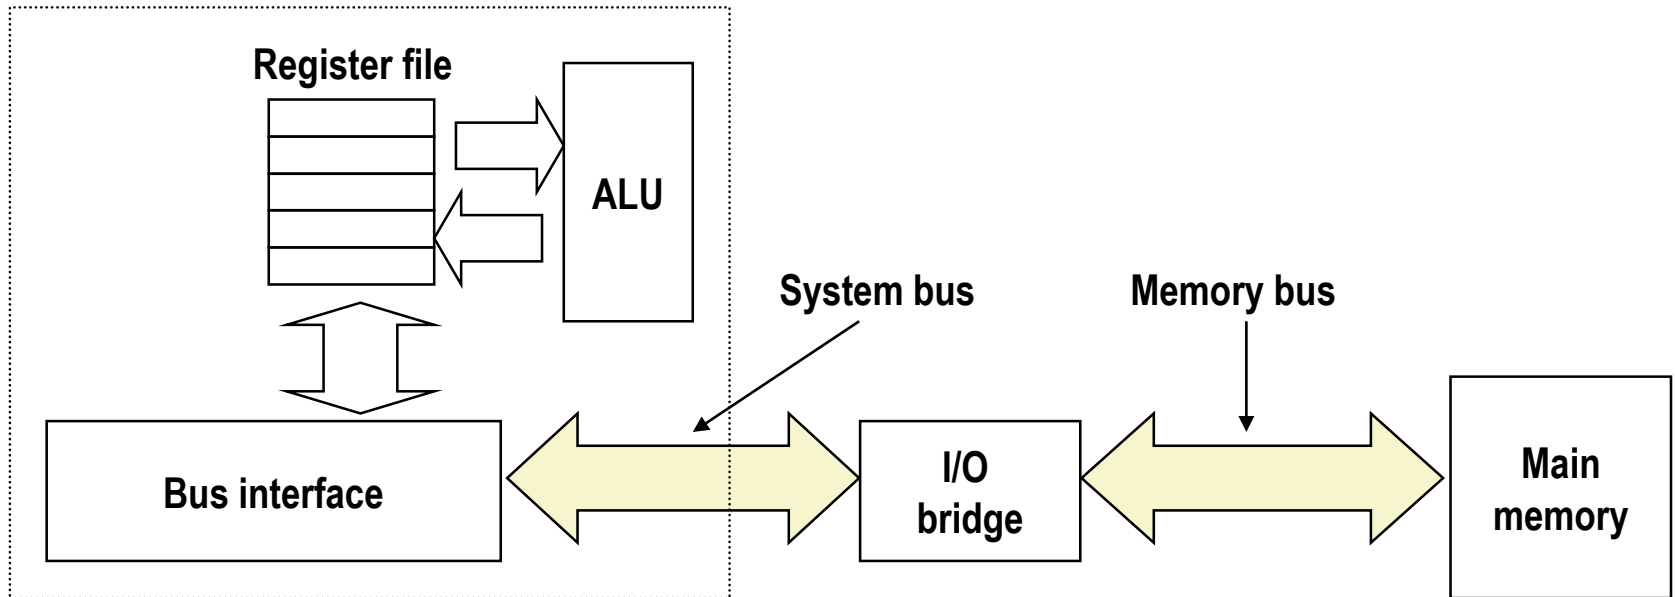 Register file
ALU
System bus
Memory bus
Bus interface
I/O
bridge
Main
memory